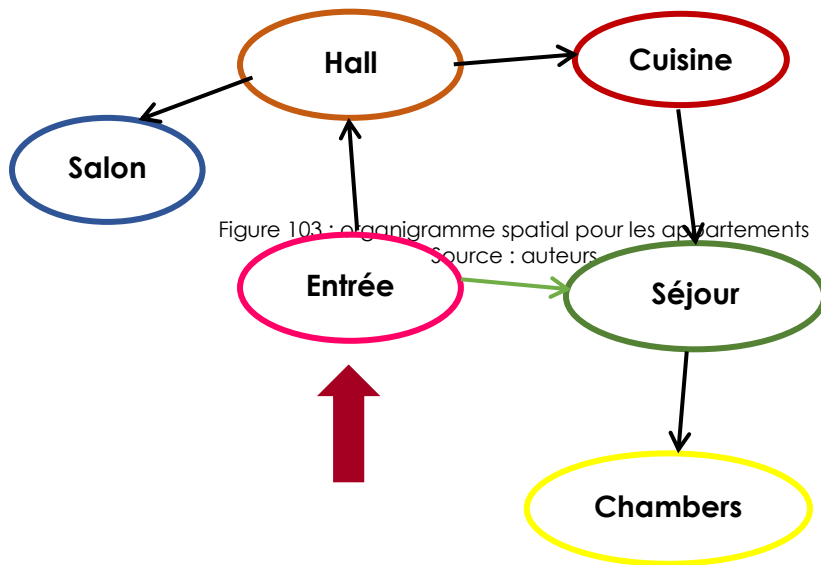 Hall
Cuisine
Salon
Figure 103 : organigramme spatial pour les appartements
Source : auteurs
Entrée
Séjour
Chambers